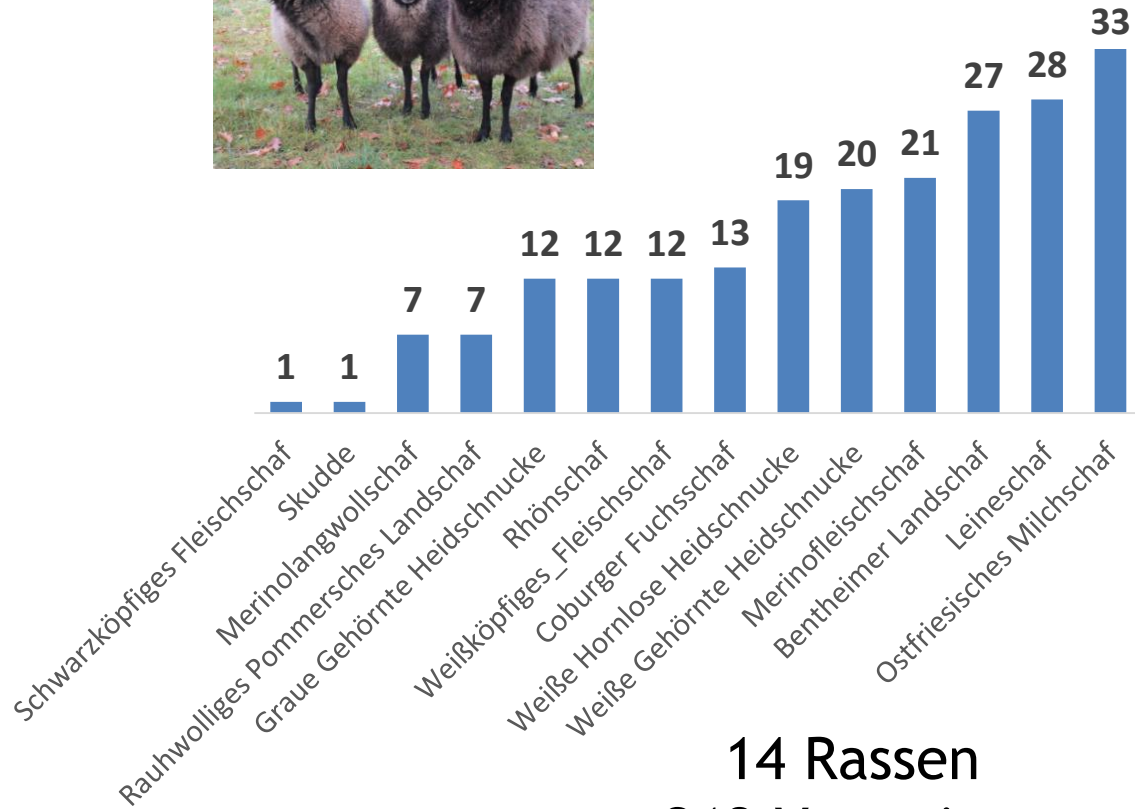 33
28
27
21
20
19
13
12 12 12
7 7
1 1
Schwarzköpfiges Fleischschaf
Skudde
Merinolangwollschaf
Rauhwolliges Pommersches Landschaf
Graue Gehörnte Heidschnucke
Rhönschaf
Weißköpfiges_Fleischschaf
Coburger Fuchsschaf
Weiße Hornlose Heidschnucke
Weiße Gehörnte Heidschnucke
Merinofleischschaf
Bentheimer Landschaf
Leineschaf
Ostfriesisches Milchschaf
14 Rassen